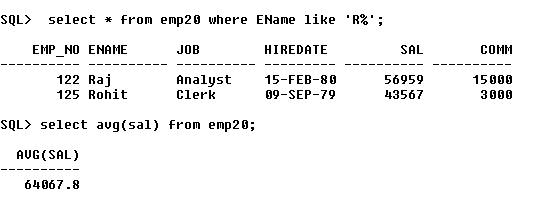 SQL>  select * from emp20 where EName like 'R%';
    EMP_NO ENAME      JOB        HIREDATE         SAL       COMM
---------- ---------- ---------- --------- ---------- ----------
       122 Raj        Analyst    15-FEB-80      56959      15000
       125 Rohit      Clerk      09-SEP-79      43567       3000
SQL> select avg(sal) from emp20;
  AVG(SAL)
----------
   64067.8